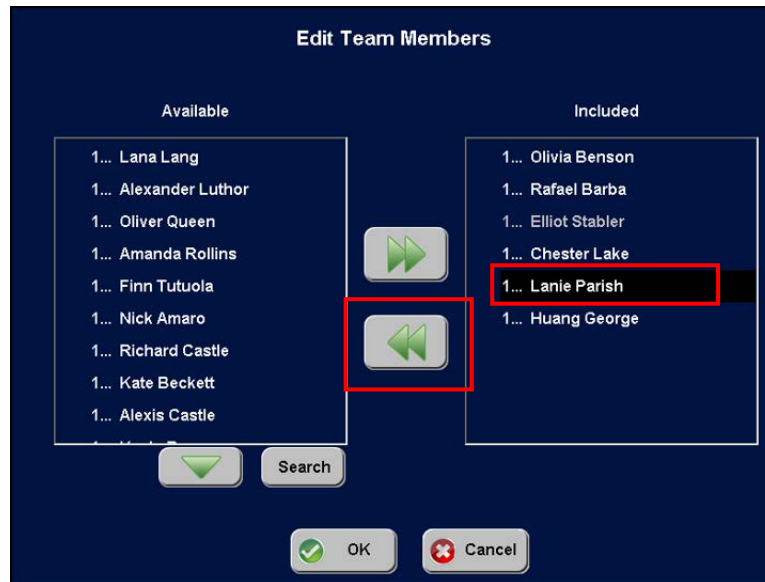 Edit Team Members
Available
1... Lana Lang
1... Alexander Luthor
1... Oliver Queen
1... Amanda Rollins
1... Finn Tutuola
1... Nick Amaro
1... Richard Castle
1... Kate Beckett
1... Alexis Castle
Search
Included
1... Olivia Benson
1... Rafael Barba
1... Elliot Stabler
1... Chester Lake
1... Lanie Parish
1... Huang George
OK
Cancel